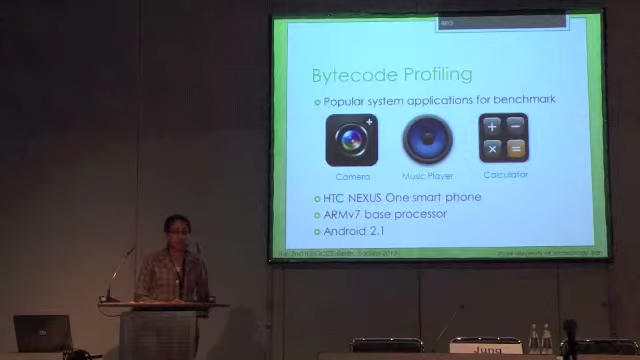 Bytecode Profiling
Popular system applications for benchmark
Camera
Music Player
Calculator
HTC NEXUS One smart phone
ARMv7 base processor
Android 2.1
Jung